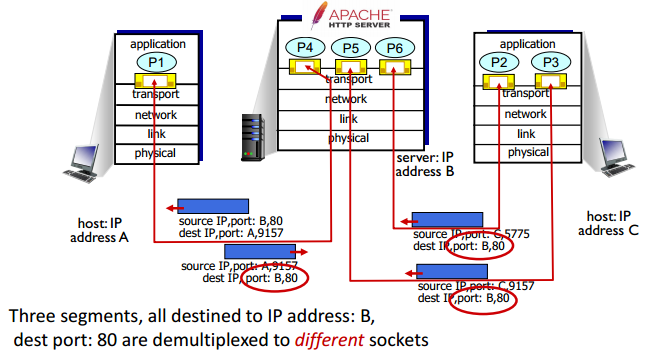 APACHE
HTTP SERVER
application
P1
transport
network
link
physical
P4 P5 P6
transport
network
link
physical
application
P2 P3
transport
network
link
physical
server: IP
address B
host: IP
address A
host: IP
address C
source IP,port: B,80
dest IP,port: A,9157
source IP,port: A,9157
dest IP,port: B,80
source IP,port: C,5775
dest IP,port: B,80
source IP,port: C,9157
dest IP,port: B,80
Three segments, all destined to IP address: B,
dest port: 80 are demultiplexed to different sockets